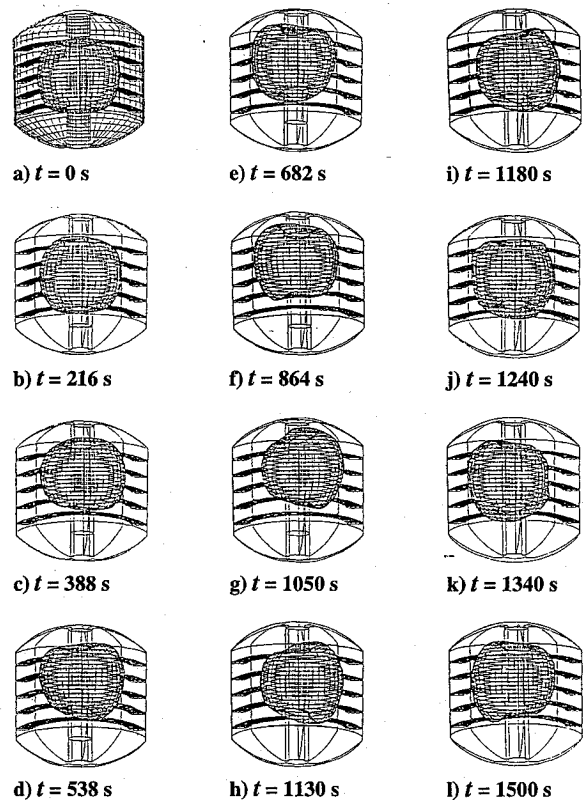 a) t = 0 s
b) t = 216 s
c) t = 388 s
d) t = 538 s
e) t = 682 s
f) t = 864 s
g) t = 1050 s
h) t = 1130 s
i) t = 1180 s
j) t = 1240 s
k) t = 1340 s
l) t = 1500 s